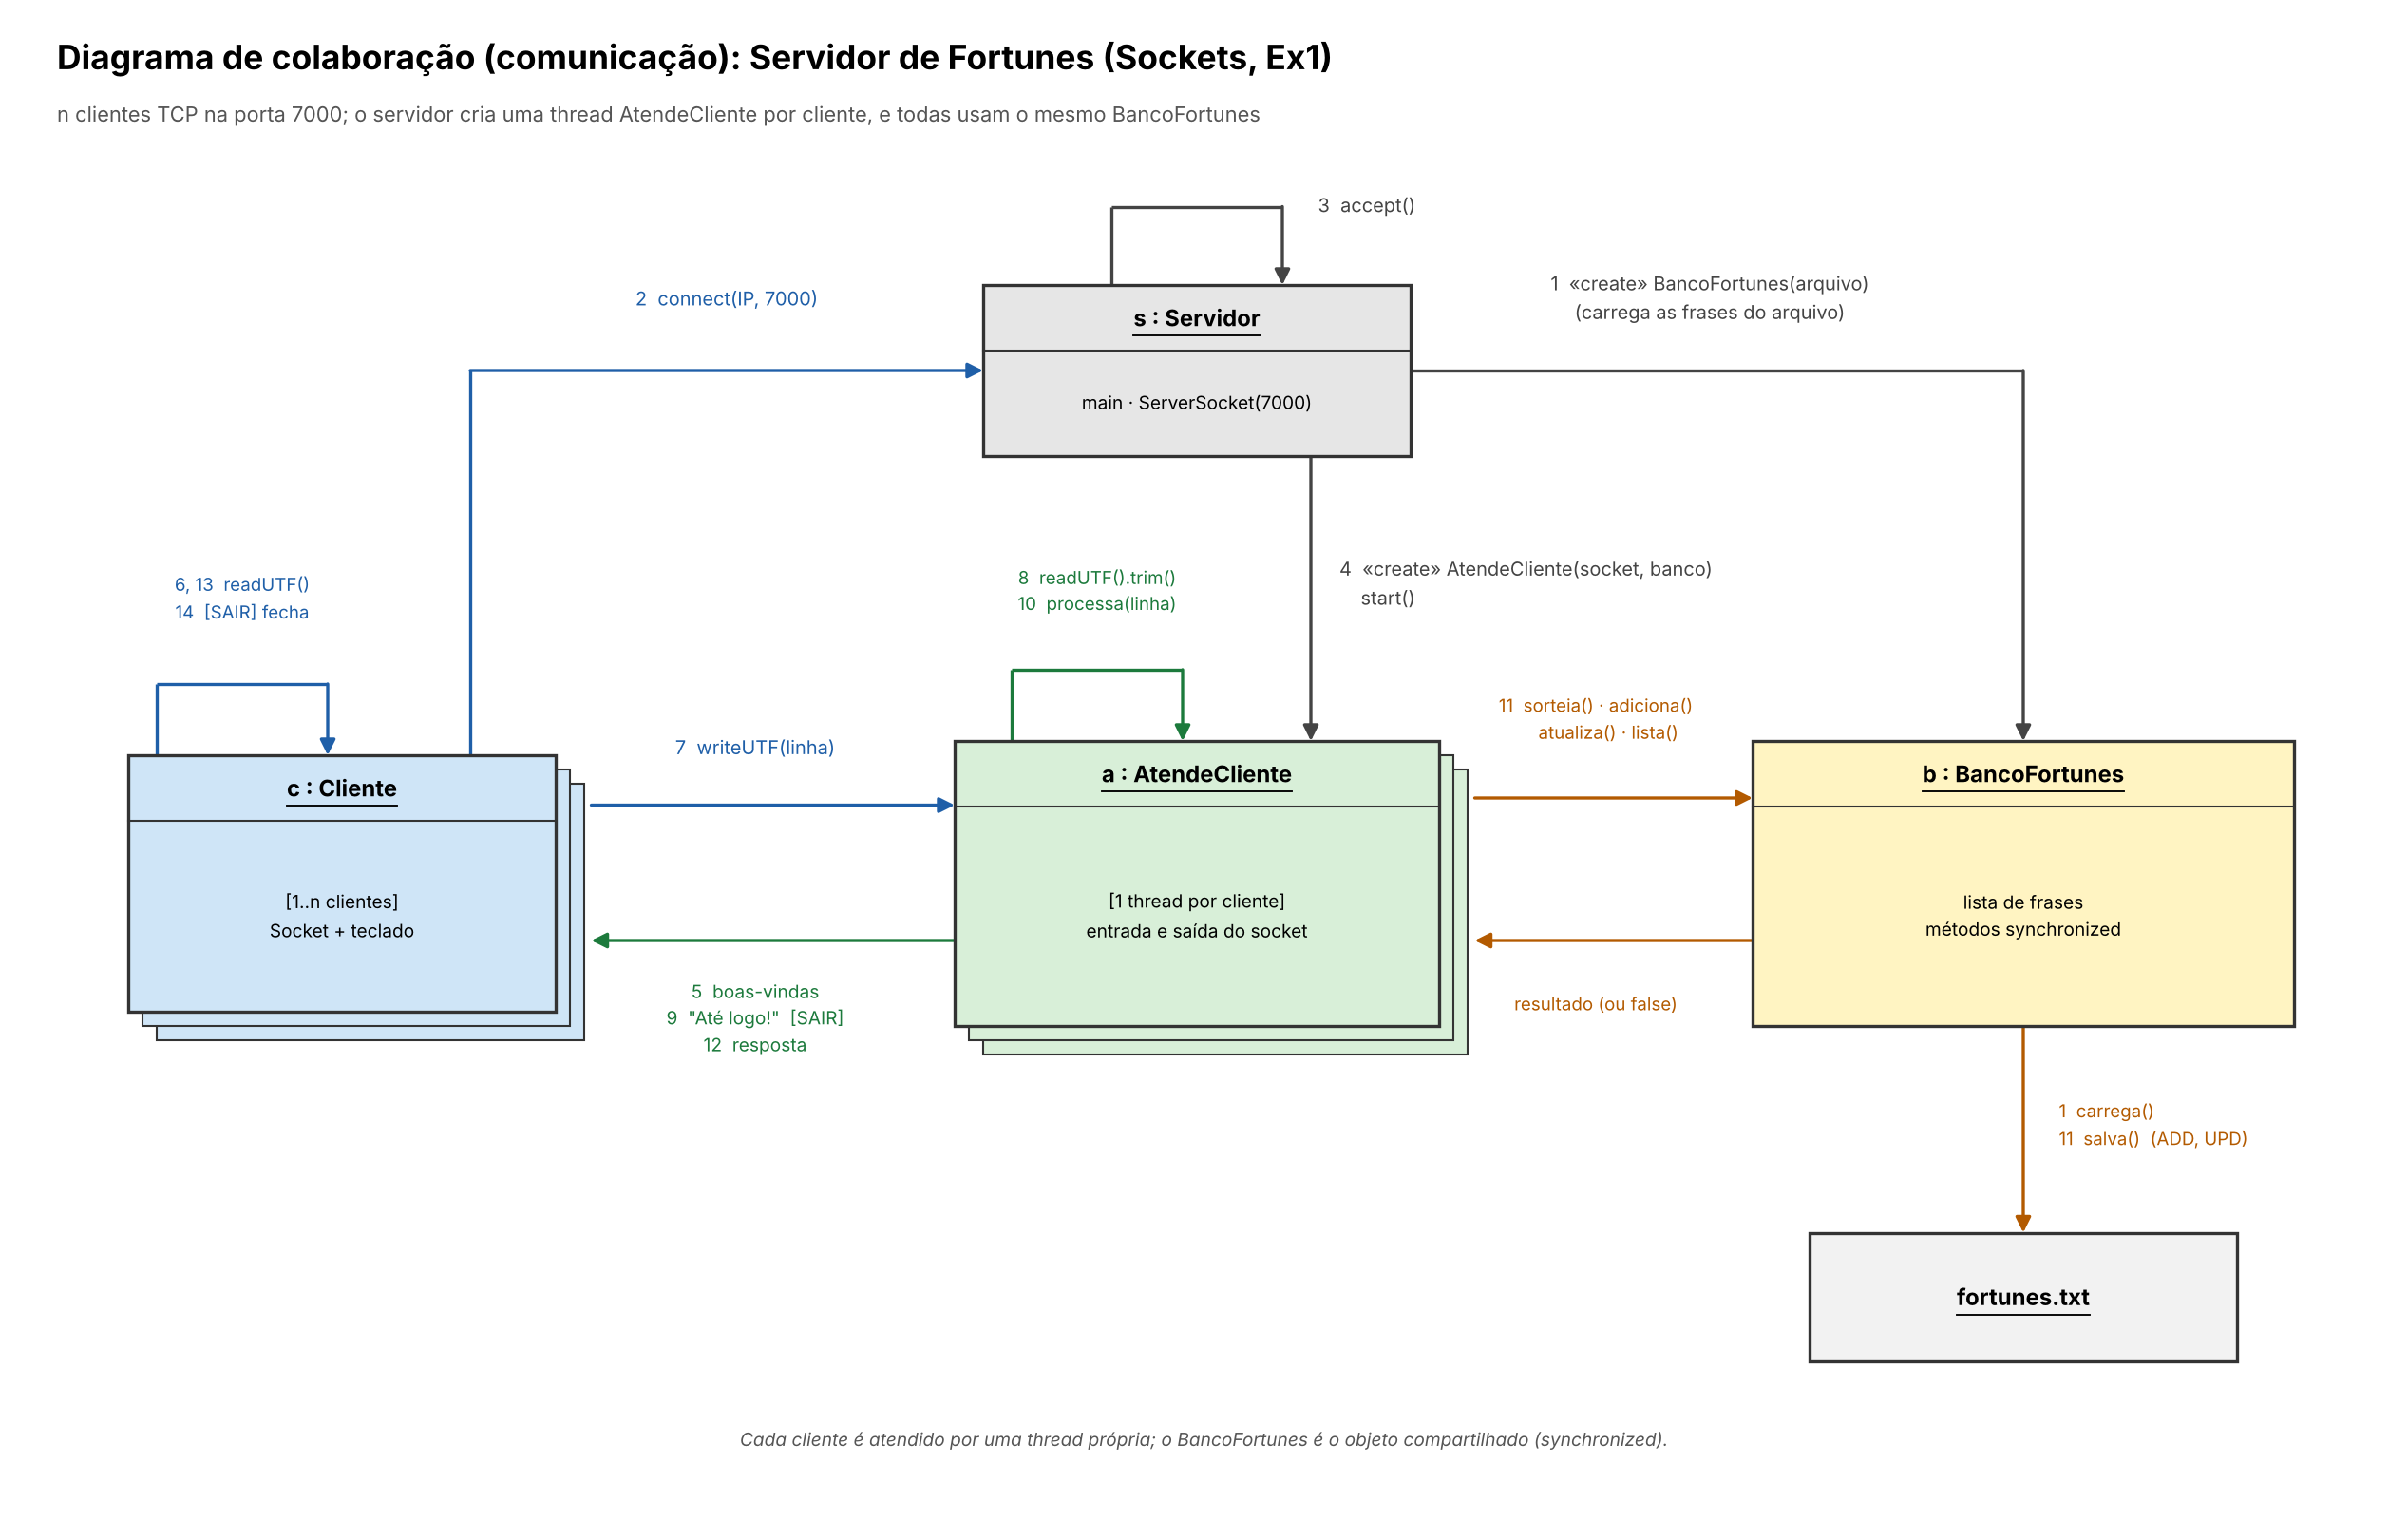 Diagrama de colaboração (comunicação): Servidor de Fortunes (Sockets, Ex1)
n clientes TCP na porta 7000; o servidor cria uma thread AtendeCliente por cliente, e todas usam o mesmo BancoFortunes
3 accept()
2 connect(IP, 7000)
1 «create» BancoFortunes(arquivo)
(carrega as frases do arquivo)
s : Servidor
main · ServerSocket(7000)
6, 13 readUTF()
14 [SAIR] fecha
8 readUTF().trim()
10 processa(linha)
4 «create» AtendeCliente(socket, banco)
start()
7 writeUTF(linha)
11 sorteia() · adiciona()
atualiza() · lista()
c : Cliente
[1..n clientes]
Socket + teclado
a : AtendeCliente
[1 thread por cliente]
entrada e saída do socket
b : BancoFortunes
lista de frases
métodos synchronized
5 boas-vindas
9 "Até logo!" [SAIR]
12 resposta
resultado (ou false)
1 carrega()
11 salva() (ADD, UPD)
fortunes.txt
Cada cliente é atendido por uma thread própria; o BancoFortunes é o objeto compartilhado (synchronized).